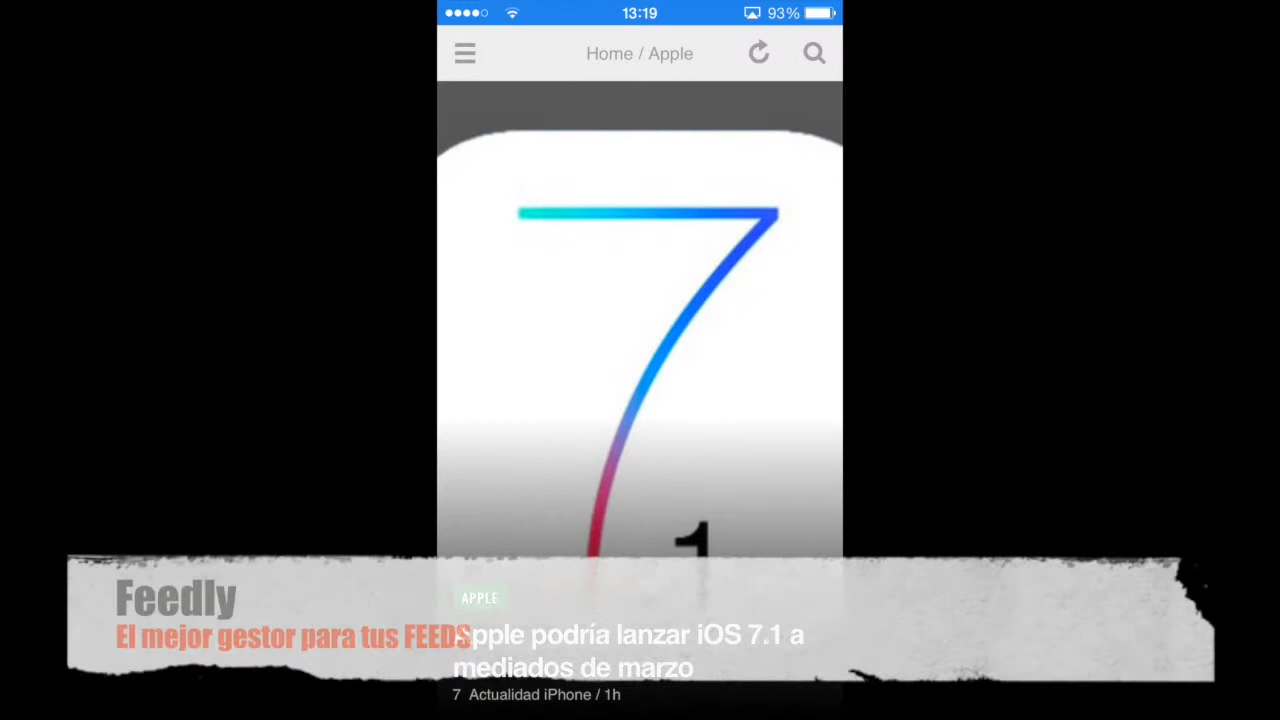 13:19
93%
Home / Apple
7
1
APPLE
Feedly
El mejor gestor para tus FEEDS
Apple podría lanzar iOS 7.1 a
mediados de marzo
7 Actualidad iPhone / 1h